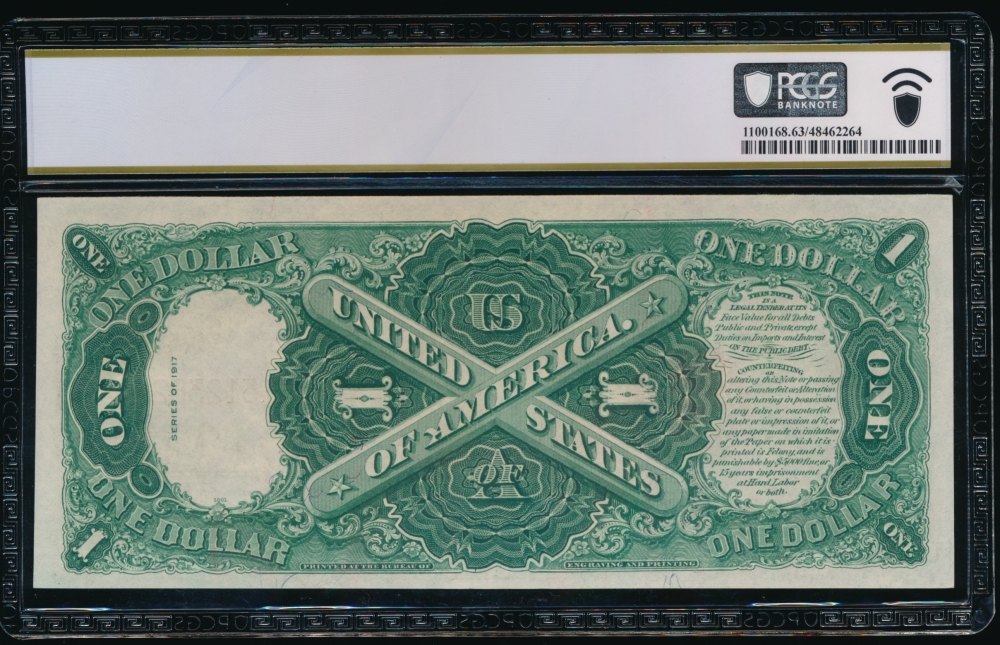 PCGS
BANKNOTE
1100168.63/48462264
ONE
ONE DOLLAR
ONE DOLLAR
1
US
UNITED
STATES
OF AMERICA.
1
1
ONE
SERIES OF 1917
THIS NOTE
IS A
LEGAL TENDER AT ITS
Face Value for all Debts
Public and Private, except
Duties on Imports and Interest
ON THE PUBLIC DEBT.
COUNTERFEITING
OR
altering this Note or passing
any Counterfeit or Alteration
of it, or having in possession
any false or counterfeit
plate or impression of it, or
any paper made in imitation
of the Paper on which it is
printed is Felony, and is
punishable by $5000 fine, or
15 years imprisonment
at Hard Labor
or both.
ONE
OF
A
1
ONE DOLLAR
ONE DOLLAR
ONE
PRINTED AT THE BUREAU OF
ENGRAVING AND PRINTING